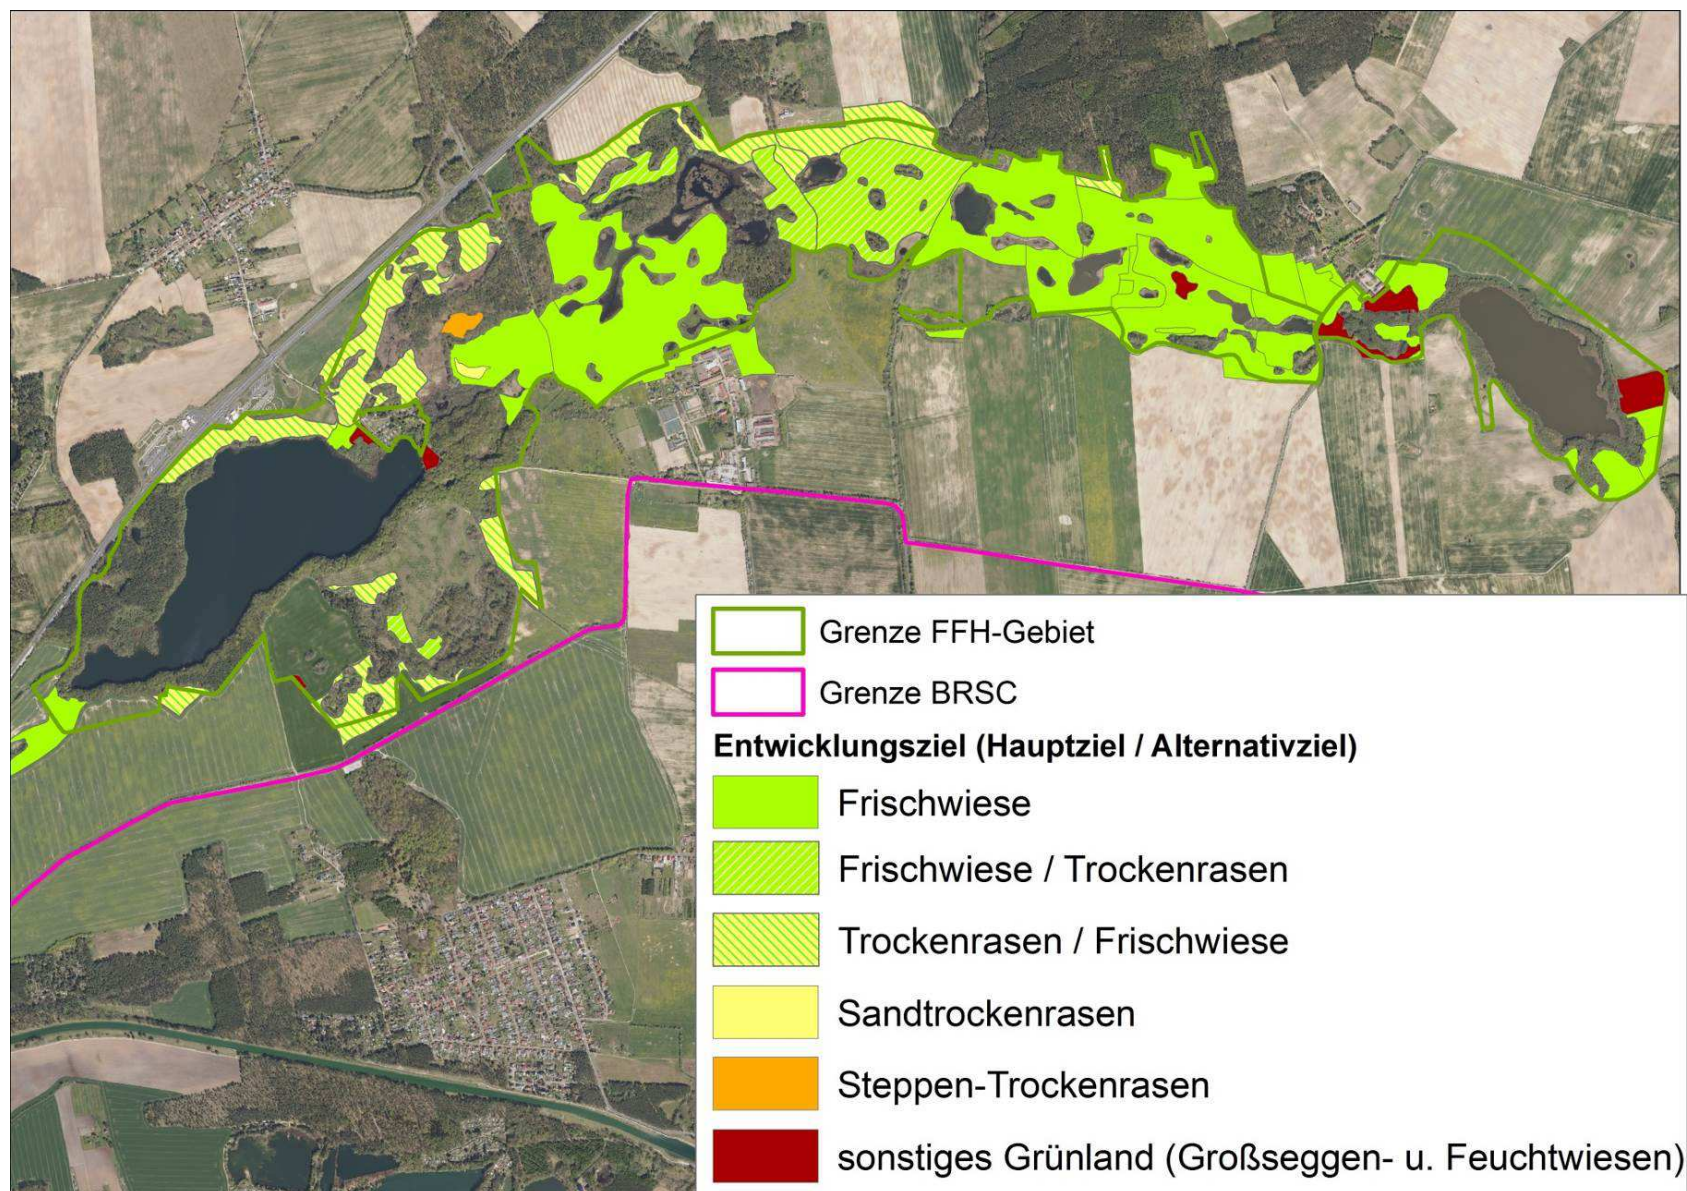 Grenze FFH-Gebiet
Grenze BRSC
Entwicklungsziel (Hauptziel / Alternativziel)
Frischwiese
Frischwiese / Trockenrasen
Trockenrasen / Frischwiese
Sandtrockenrasen
Steppen-Trockenrasen
sonstiges Grünland (Großseggen- u. Feuchtwiesen)